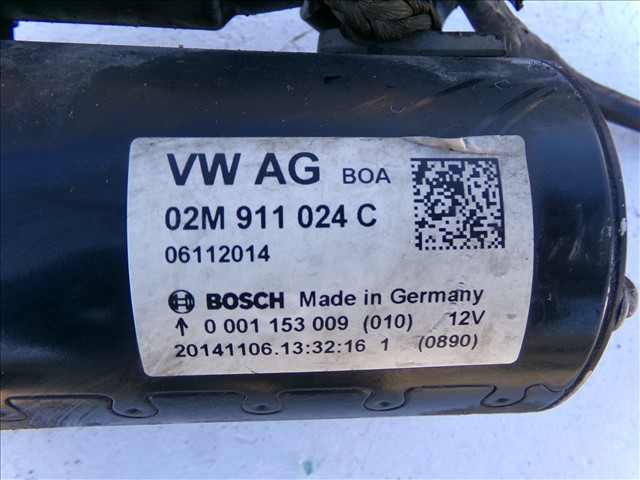 VW AG BOA
02M 911 024 C
06112014
BOSCH Made in Germany
↑ 0 001 153 009 (010) 12V
20141106.13:32:16 1 (0890)